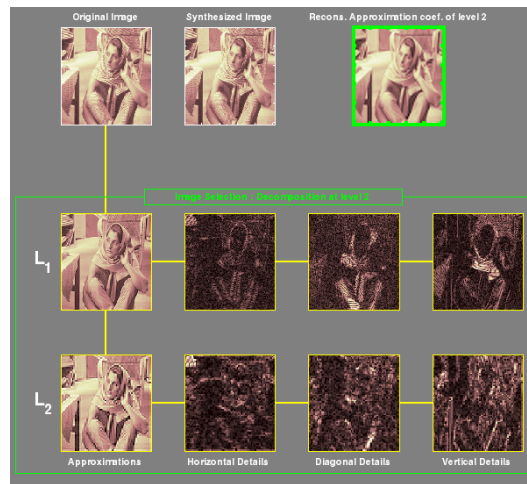 Original Image
Synthesized Image
Recons. Approximation coef. of level 2
Image Selection : Decomposition at level 2
L1
L2
Approximations
Horizontal Details
Diagonal Details
Vertical Details